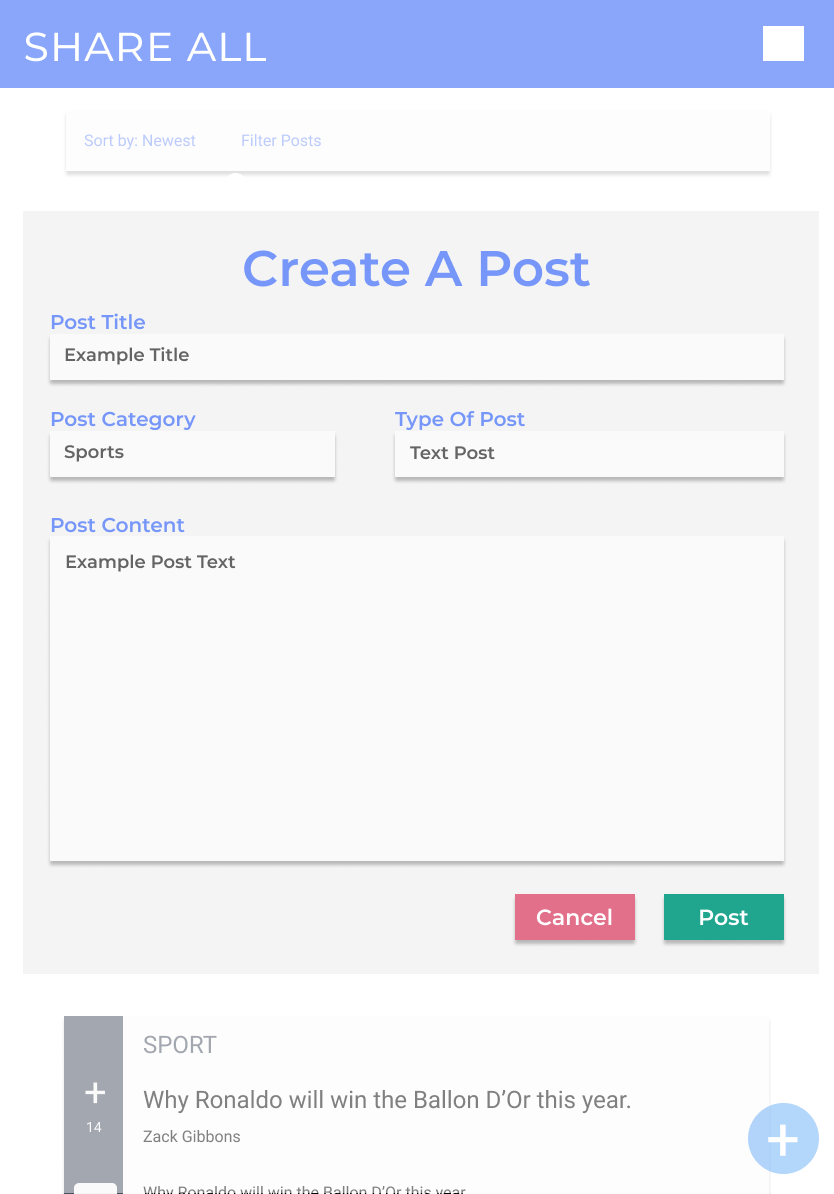 SHARE ALL
Sort by: Newest Filter Posts
Create A Post
Post Title
Example Title
Post Category Type Of Post
Sports Text Post
Post Content
Example Post Text
Cancel Post
SPORT
+
Why Ronaldo will win the Ballon D’Or this year.
14
Zack Gibbons
+
Why Ronaldo will win the Ballon D’Or this year